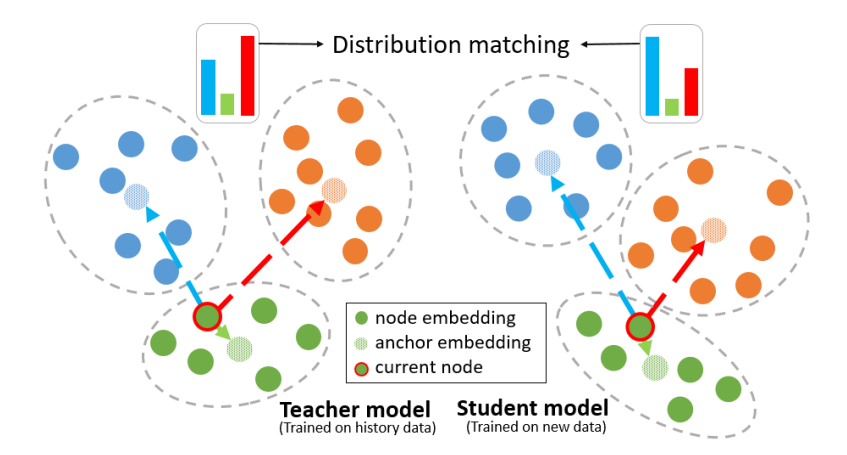 Distribution matching
node embedding
anchor embedding
current node
Teacher model
(Trained on history data)
Student model
(Trained on new data)